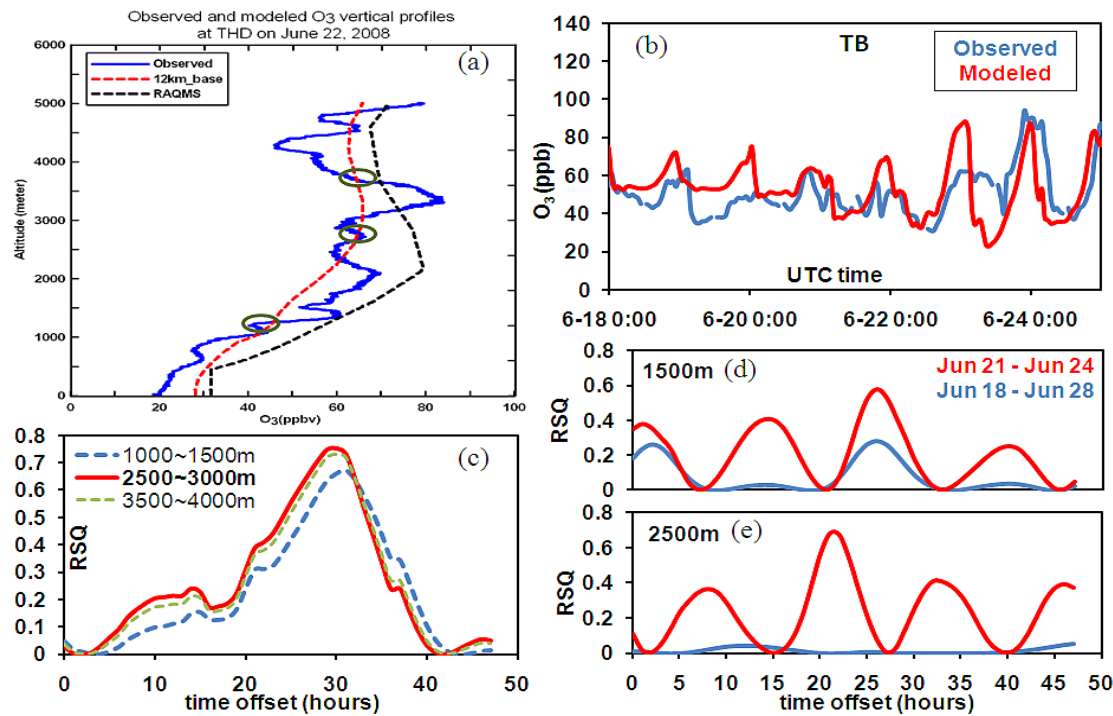 Observed and modeled O3 vertical profiles
at THD on June 22, 2008
(a)
Observed
12km_base
RAQMS
Altitude (meter)
6000
5000
4000
3000
2000
1000
0
0 20 40 60 80 100
O3(ppbv)
(b)
TB
Observed
Modeled
O3(ppb)
140
120
100
80
60
40
20
0
UTC time
6-18 0:00 6-20 0:00 6-22 0:00 6-24 0:00
(c)
1000~1500m
2500~3000m
3500~4000m
RSQ
0.8
0.7
0.6
0.5
0.4
0.3
0.2
0.1
0
0 10 20 30 40 50
time offset (hours)
1500m (d)
Jun 21 - Jun 24
Jun 18 - Jun 28
RSQ
0.8
0.6
0.4
0.2
0
2500m (e)
RSQ
0.8
0.6
0.4
0.2
0
0 5 10 15 20 25 30 35 40 45 50
time offset (hours)